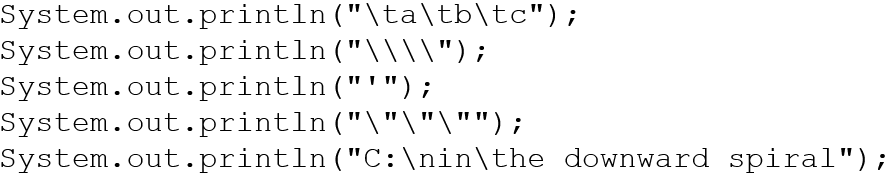 System.out.println("\ta\tb\tc");
System.out.println("\\\\");
System.out.println("'");
System.out.println("\"\"\"");
System.out.println("C:\nin\the downward spiral");